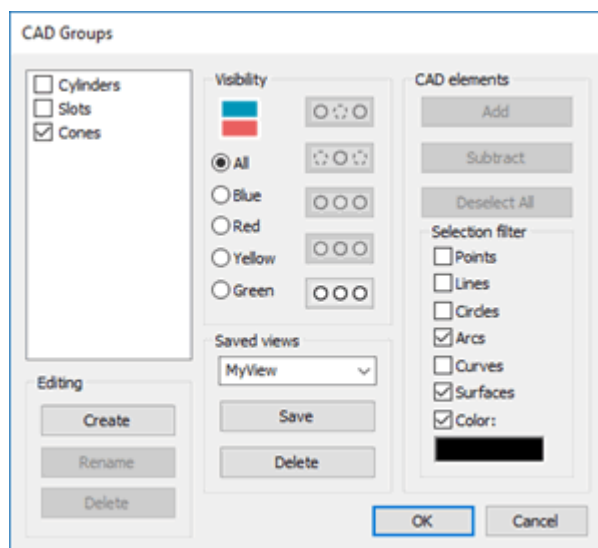 CAD Groups
Cylinders
Slots
Cones
Editing
Create
Rename
Delete
Visibility
All
Blue
Red
Yellow
Green
Saved views
MyView
Save
Delete
CAD elements
Add
Subtract
Deselect All
Selection filter
Points
Lines
Circles
Arcs
Curves
Surfaces
Color:
OK
Cancel